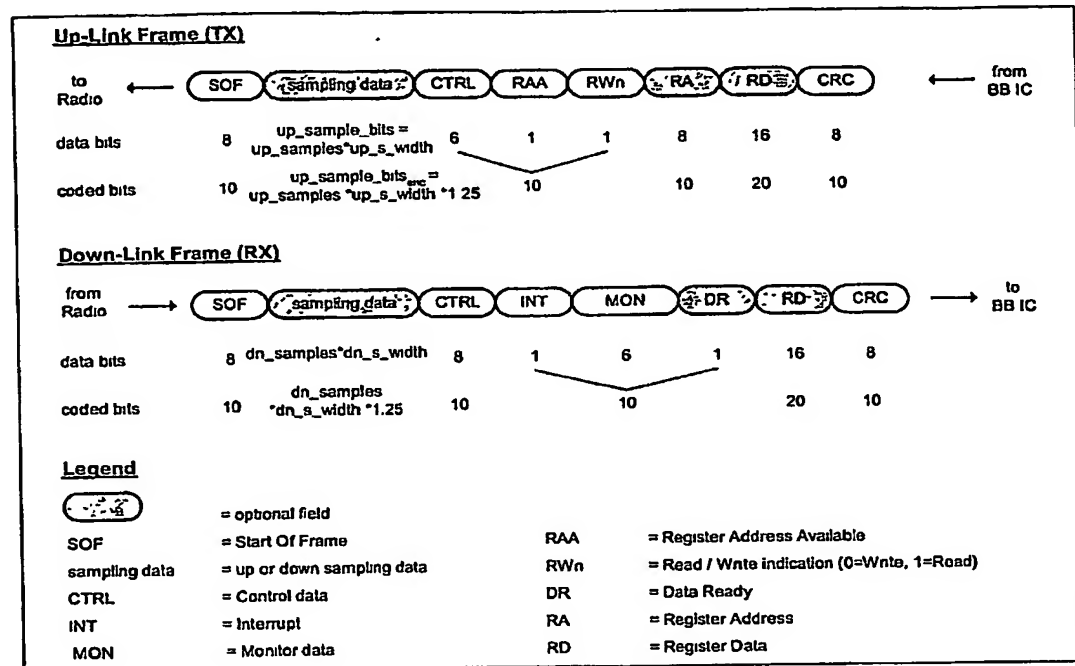 Up-Link Frame (TX)
to Radio
SOF sampling data CTRL RAA RWn RA RD CRC
from BB IC
data bits 8 up_sample_bits = up_samples*up_s_width 6 1 1 8 16 8
coded bits 10 up_sample_bits_enc = up_samples *up_s_width *1 25 10 10 20 10
Down-Link Frame (RX)
from Radio
SOF sampling data CTRL INT MON DR RD CRC
to BB IC
data bits 8 dn_samples*dn_s_width 8 1 6 1 16 8
coded bits 10 dn_samples *dn_s_width *1.25 10 10 20 10
Legend
= optional field
SOF = Start Of Frame
sampling data = up or down sampling data
CTRL = Control data
INT = Interrupt
MON = Monitor data
RAA = Register Address Available
RWn = Read / Write indication (0=Write, 1=Read)
DR = Data Ready
RA = Register Address
RD = Register Data